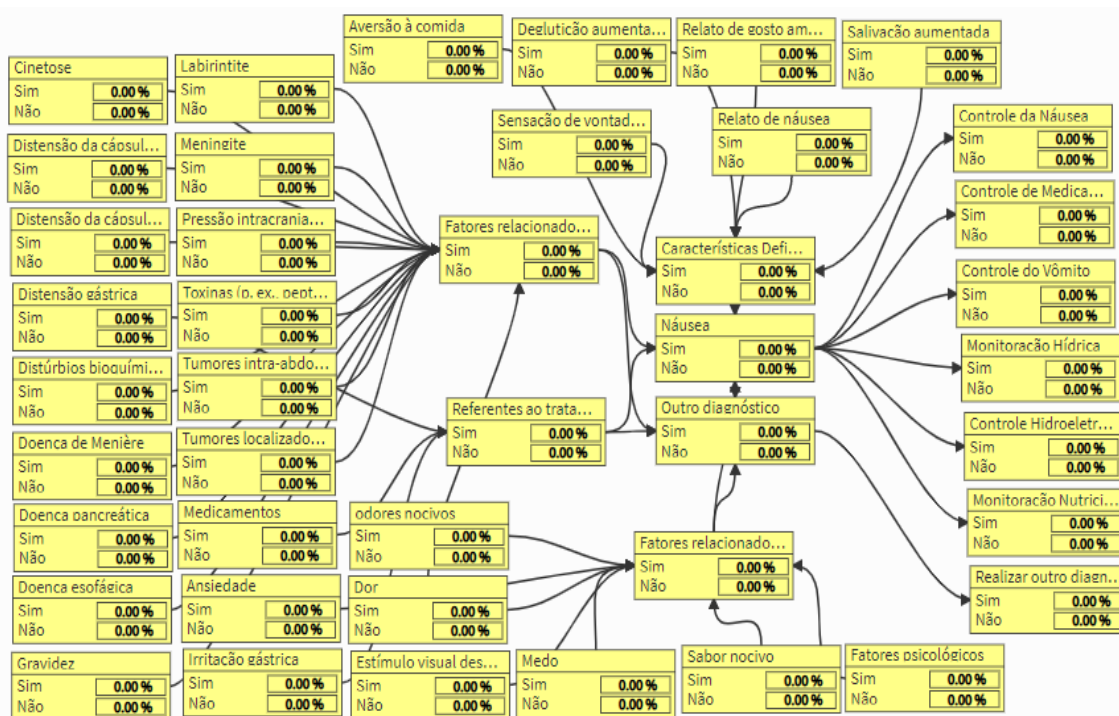 Aversão à comida
Sim 0.00 %
Não 0.00 %
Deglutição aumenta...
Sim 0.00 %
Não 0.00 %
Relato de gosto am...
Sim 0.00 %
Não 0.00 %
Salivação aumentada
Sim 0.00 %
Não 0.00 %
Cinetose
Sim 0.00 %
Não 0.00 %
Labirintite
Sim 0.00 %
Não 0.00 %
Sensação de vontad...
Sim 0.00 %
Não 0.00 %
Relato de náusea
Sim 0.00 %
Não 0.00 %
Controle da Náusea
Sim 0.00 %
Não 0.00 %
Distensão da cápsul...
Sim 0.00 %
Não 0.00 %
Meningite
Sim 0.00 %
Não 0.00 %
Controle de Medica...
Sim 0.00 %
Não 0.00 %
Distensão da cápsul...
Sim 0.00 %
Não 0.00 %
Pressão intracrania...
Sim 0.00 %
Não 0.00 %
Fatores relacionado...
Sim 0.00 %
Não 0.00 %
Características Defi...
Sim 0.00 %
Não 0.00 %
Controle do Vômito
Sim 0.00 %
Não 0.00 %
Distensão gástrica
Sim 0.00 %
Não 0.00 %
Toxinas (p. ex., pept...
Sim 0.00 %
Não 0.00 %
Náusea
Sim 0.00 %
Não 0.00 %
Monitoração Hídrica
Sim 0.00 %
Não 0.00 %
Distúrbios bioquími...
Sim 0.00 %
Não 0.00 %
Tumores intra-abdo...
Sim 0.00 %
Não 0.00 %
Referentes ao trata...
Sim 0.00 %
Não 0.00 %
Outro diagnóstico
Sim 0.00 %
Não 0.00 %
Controle Hidroeletr...
Sim 0.00 %
Não 0.00 %
Doença de Menière
Sim 0.00 %
Não 0.00 %
Tumores localizado...
Sim 0.00 %
Não 0.00 %
Monitoração Nutrici...
Sim 0.00 %
Não 0.00 %
Doença pancreática
Sim 0.00 %
Não 0.00 %
Medicamentos
Sim 0.00 %
Não 0.00 %
odores nocivos
Sim 0.00 %
Não 0.00 %
Fatores relacionado...
Sim 0.00 %
Não 0.00 %
Realizar outro diagn...
Sim 0.00 %
Não 0.00 %
Doença esofágica
Sim 0.00 %
Não 0.00 %
Ansiedade
Sim 0.00 %
Não 0.00 %
Dor
Sim 0.00 %
Não 0.00 %
Gravidez
Sim 0.00 %
Não 0.00 %
Irritação gástrica
Sim 0.00 %
Não 0.00 %
Estímulo visual des...
Sim 0.00 %
Não 0.00 %
Medo
Sim 0.00 %
Não 0.00 %
Sabor nocivo
Sim 0.00 %
Não 0.00 %
Fatores psicológicos
Sim 0.00 %
Não 0.00 %